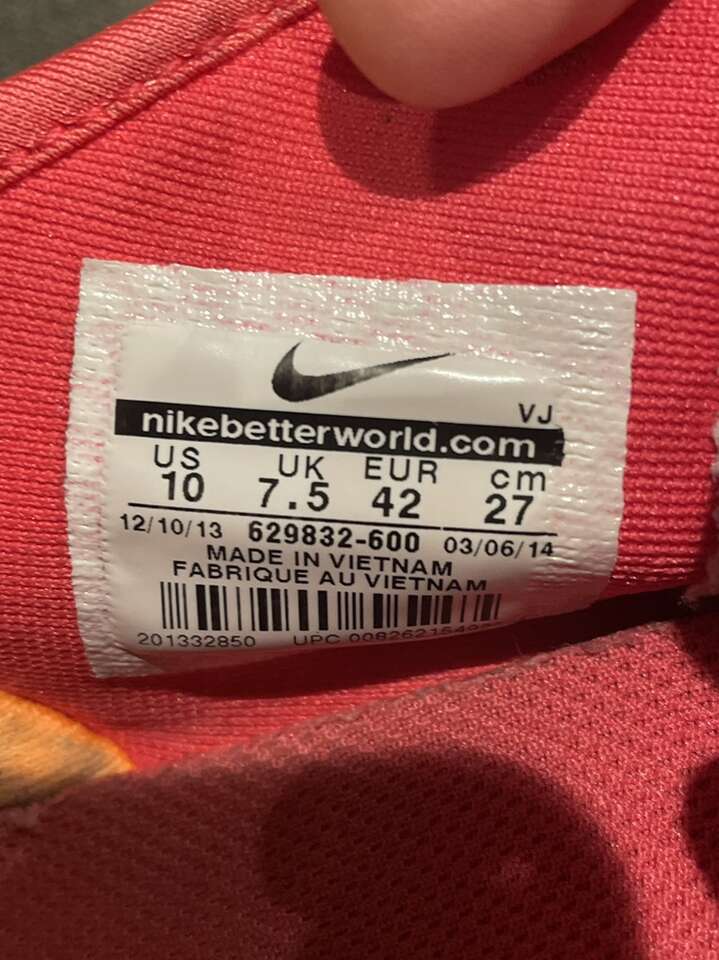 VJ
nikebetterworld.com
US UK EUR cm
10 7.5 42 27
12/10/13 629832-600 03/06/14
MADE IN VIETNAM
FABRIQUE AU VIETNAM
201332850 UPC